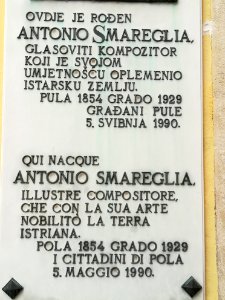 OVDJE JE ROĐEN
ANTONIO SMAREGLIA,
GLASOVITI KOMPOZITOR
KOJI JE SVOJOM
UMJETNOŠĆU OPLEMENIO
ISTARSKU ZEMLJU.
PULA 1854 GRADO 1929
GRAĐANI PULE
5. SVIBNJA 1990.
QUI NACQUE
ANTONIO SMAREGLIA,
ILLUSTRE COMPOSITORE,
CHE CON LA SUA ARTE
NOBILITÒ LA TERRA
ISTRIANA.
POLA 1854 GRADO 1929
I CITTADINI DI POLA
5. MAGGIO 1990.